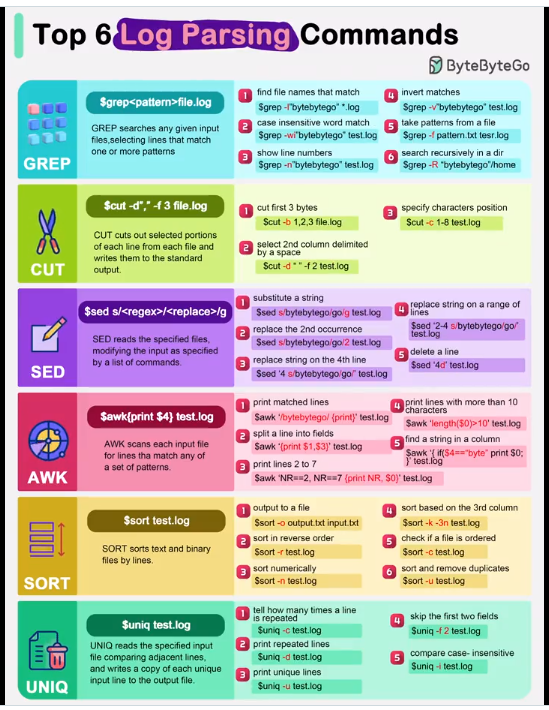 Top 6 Log Parsing Commands
ByteByteGo
GREP
$grep<pattern>file.log
GREP searches any given input
files,selecting lines that match
one or more patterns
1 find file names that match
$grep -l"bytebytego" *.log
2 case insensitive word match
$grep -wi"bytebytego" test.log
3 show line numbers
$grep -n"bytebytego" test.log
4 invert matches
$grep -v"bytebytego" test.log
5 take patterns from a file
$grep -f pattern.txt tesr.log
6 search recursively in a dir
$grep -R "bytebytego"/home
CUT
$cut -d"," -f 3 file.log
CUT cuts out selected portions
of each line from each file and
writes them to the standard
output.
1 cut first 3 bytes
$cut -b 1,2,3 file.log
2 select 2nd column delimited
by a space
$cut -d " " -f 2 test.log
3 specify characters position
$cut -c 1-8 test.log
SED
$sed s/<regex>/<replace>/g
SED reads the specified files,
modifying the input as specified
by a list of commands.
1 substitute a string
$sed s/bytebytego/go/g test.log
2 replace the 2nd occurrence
$sed s/bytebytego/go/2 test.log
3 replace string on the 4th line
$sed '4 s/bytebytego/go/' test.log
4 replace string on a range of
lines
$sed '2-4 s/bytebytego/go/'
test.log
5 delete a line
$sed '4d' test.log
AWK
$awk{print $4} test.log
AWK scans each input file
for lines tha match any of
a set of patterns.
1 print matched lines
$awk '/bytebytego/ {print}' test.log
2 split a line into fields
$awk '{print $1,$3}' test.log
3 print lines 2 to 7
$awk 'NR==2, NR==7 {print NR, $0}' test.log
4 print lines with more than 10
characters
$awk 'length($0)>10' test.log
5 find a string in a column
$awk '{ if($4=="byte" print $0;
}' test.log
SORT
$sort test.log
SORT sorts text and binary
files by lines.
1 output to a file
$sort -o output.txt input.txt
2 sort in reverse order
$sort -r test.log
3 sort numerically
$sort -n test.log
4 sort based on the 3rd column
$sort -k -3n test.log
5 check if a file is ordered
$sort -c test.log
6 sort and remove duplicates
$sort -u test.log
UNIQ
$uniq test.log
UNIQ reads the specified input
file comparing adjacent lines,
and writes a copy of each unique
input line to the output file.
1 tell how many times a line
is repeated
$uniq -c test.log
2 print repeated lines
$uniq -d test.log
3 print unique lines
$uniq -u test.log
4 skip the first two fields
$uniq -f 2 test.log
5 compare case- insensitive
$uniq -i test.log